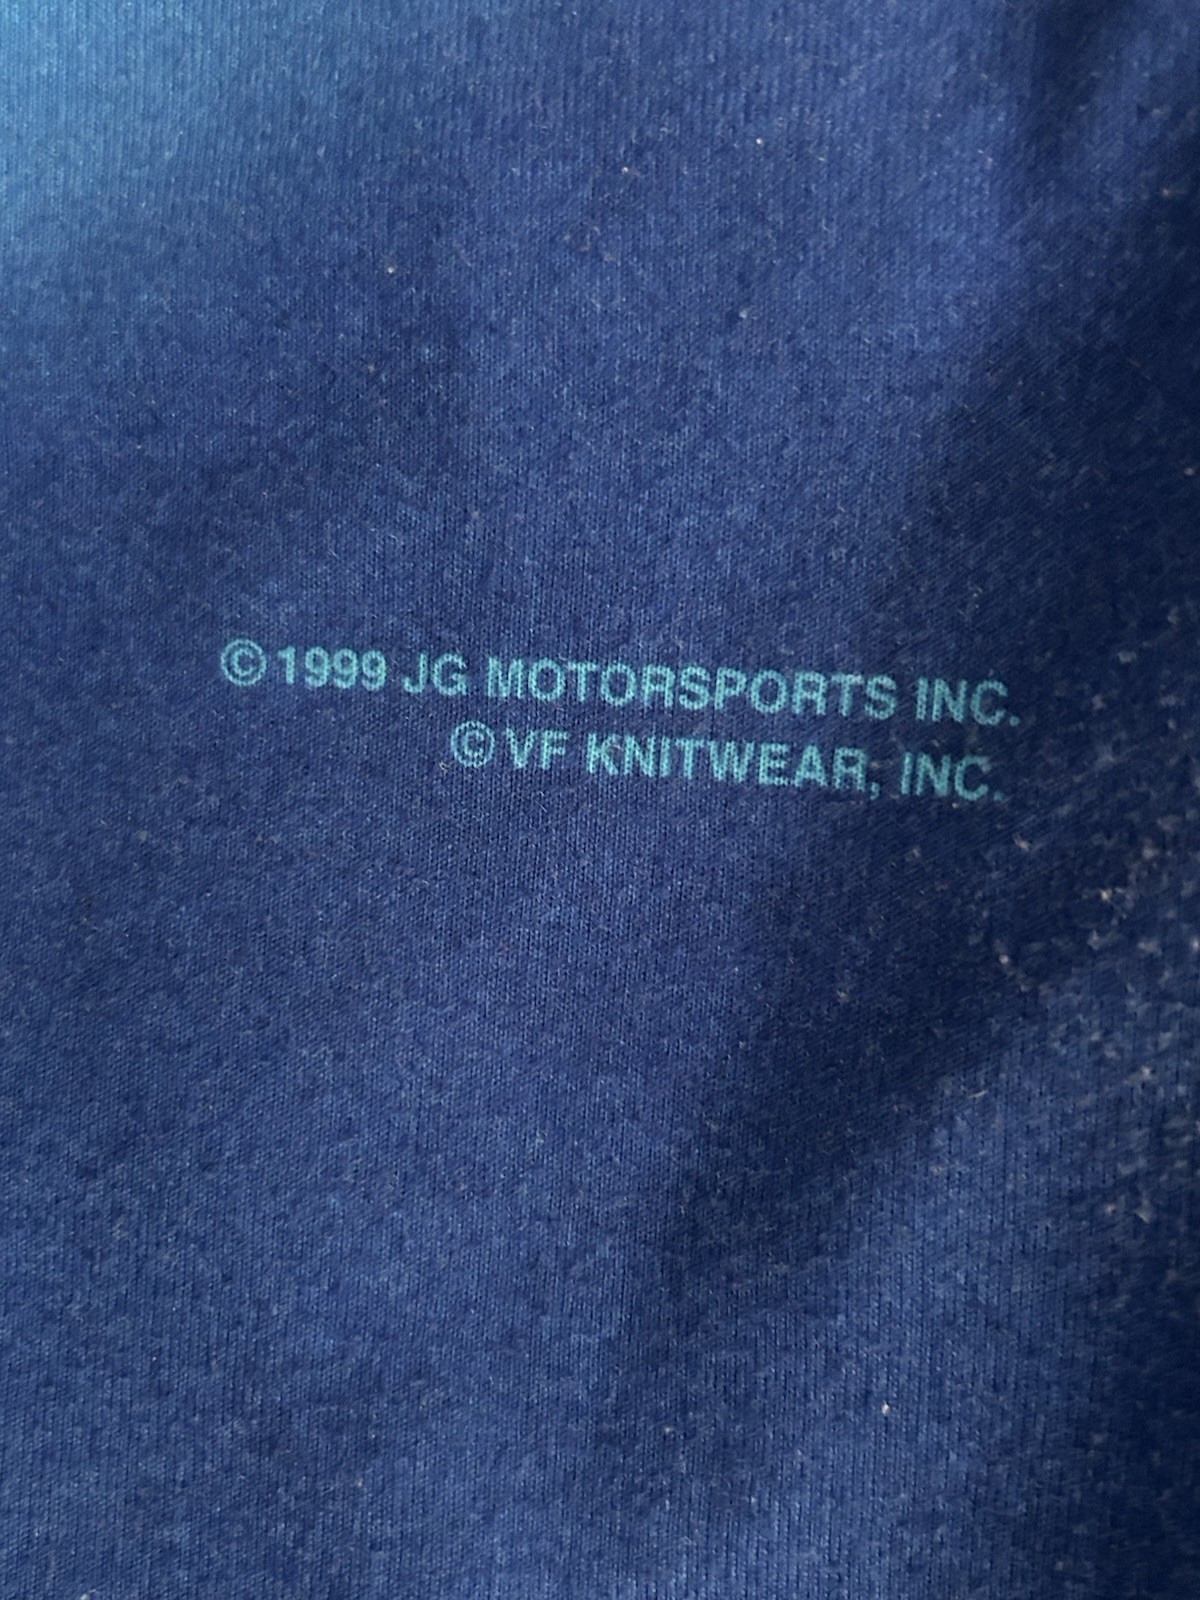 ©1999 JG MOTORSPORTS INC.
© VF KNITWEAR, INC.